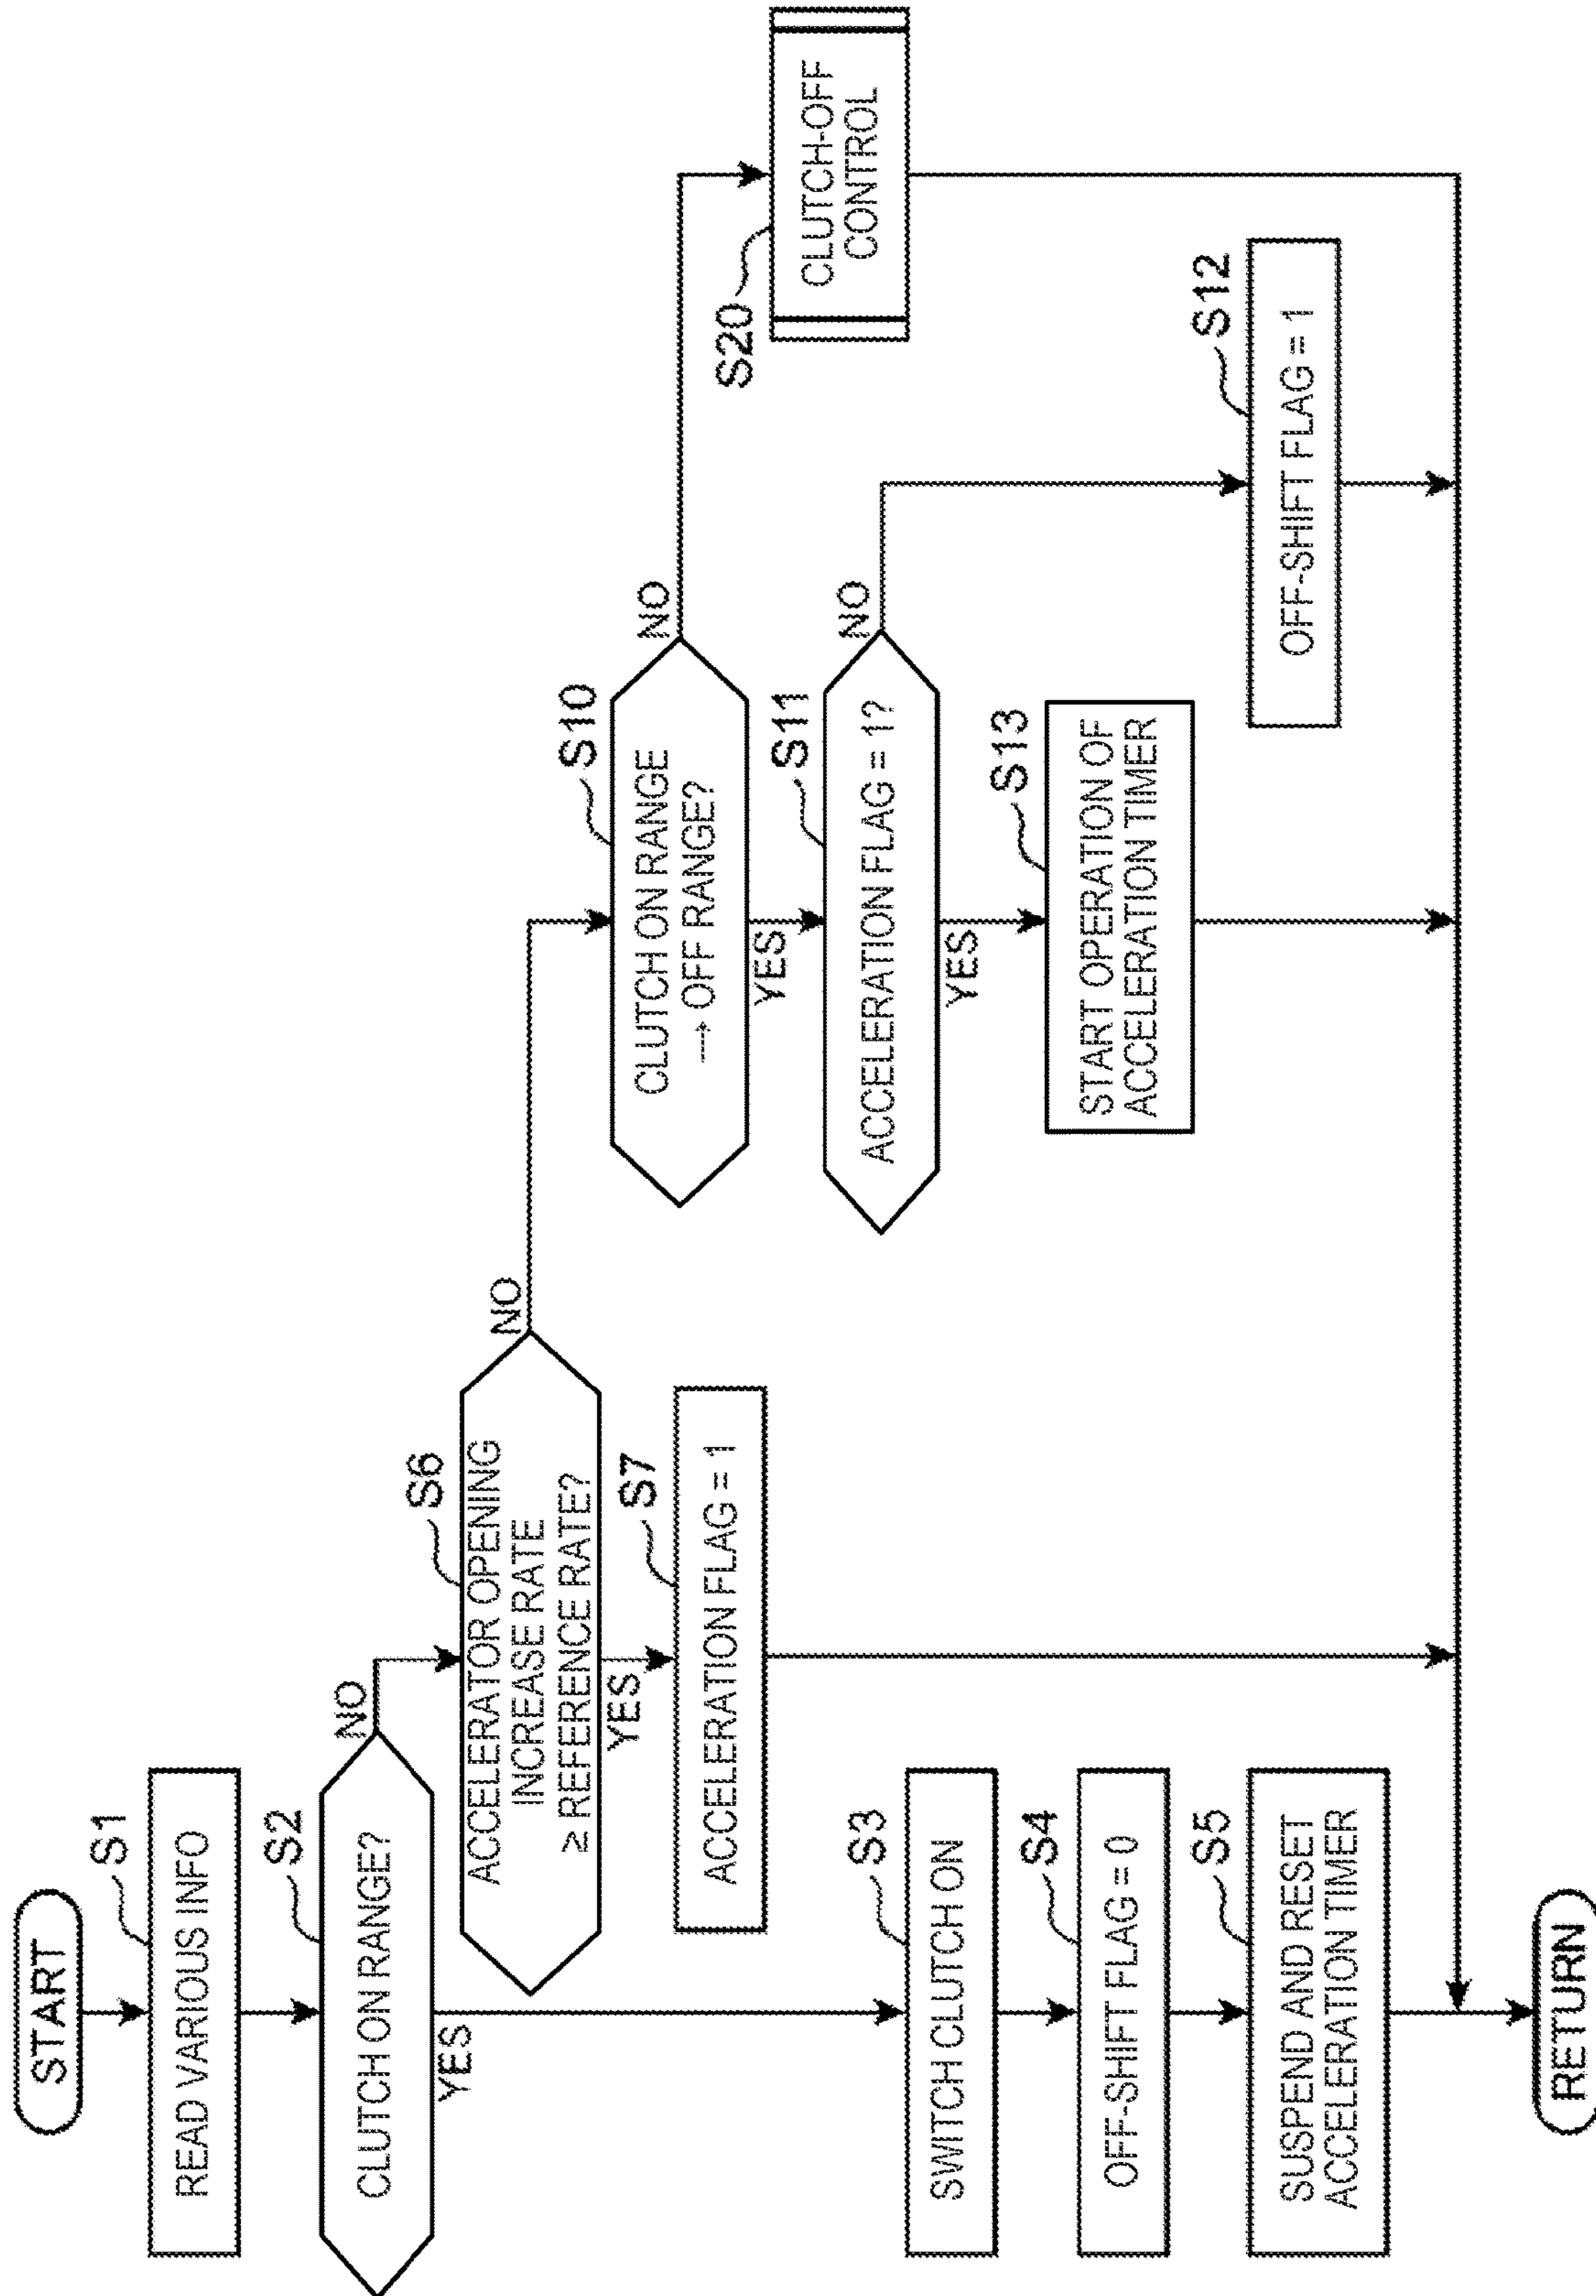 START
S1
READ VARIOUS INFO
S2
CLUTCH ON RANGE?
NO
YES
S6
ACCELERATOR OPENING
INCREASE RATE
≥ REFERENCE RATE?
NO
YES
S7
ACCELERATION FLAG = 1
S10
CLUTCH ON RANGE
→ OFF RANGE?
NO
YES
S11
ACCELERATION FLAG = 1?
NO
YES
S20
CLUTCH-OFF
CONTROL
S13
START OPERATION OF
ACCELERATION TIMER
S12
OFF-SHIFT FLAG = 1
S3
SWITCH CLUTCH ON
S4
OFF-SHIFT FLAG = 0
S5
SUSPEND AND RESET
ACCELERATION TIMER
RETURN